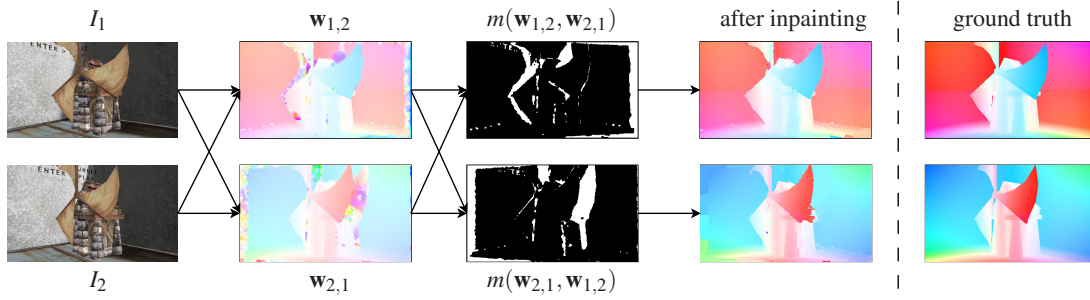 I₁ w₁,₂ m(w₁,₂, w₂,₁) after inpainting ground truth
ENTER >
ENTER
I₂ w₂,₁ m(w₂,₁, w₁,₂)